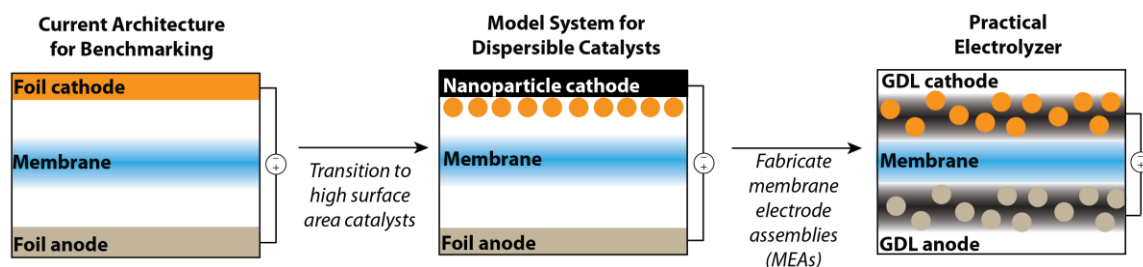 Current Architecture
for Benchmarking
Foil cathode
Membrane
Foil anode
−
+
Transition to
high surface
area catalysts
Model System for
Dispersible Catalysts
Nanoparticle cathode
Membrane
Foil anode
−
+
Fabricate
membrane
electrode
assemblies
(MEAs)
Practical
Electrolyzer
GDL cathode
Membrane
GDL anode
−
+